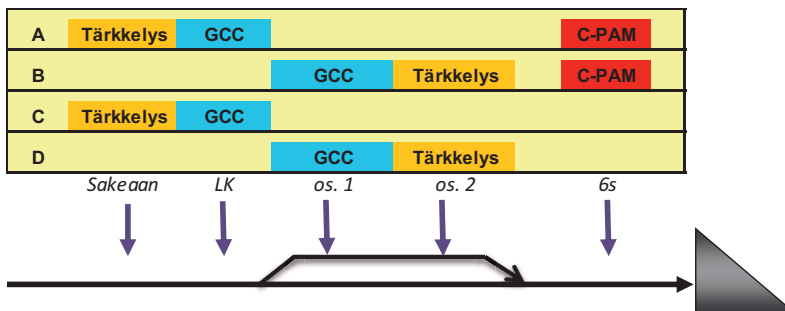 A Tärkkelys GCC C-PAM
B GCC Tärkkelys C-PAM
C Tärkkelys GCC
D GCC Tärkkelys
Sakeaan LK os. 1 os. 2 6s